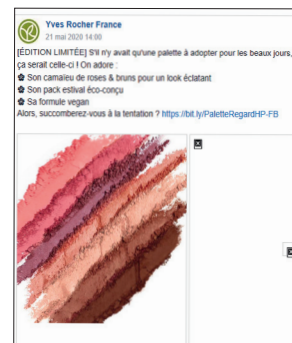 Yves Rocher France
21 mai 2020 14:00
[ÉDITION LIMITÉE] S'il n'y avait qu'une palette à adopter pour les beaux jours,
ça serait celle-ci ! On adore :
Son camaïeu de roses & bruns pour un look éclatant
Son pack estival éco-conçu
Sa formule vegan
Alors, succomberez-vous à la tentation ? https://bit.ly/PaletteRegardHP-FB